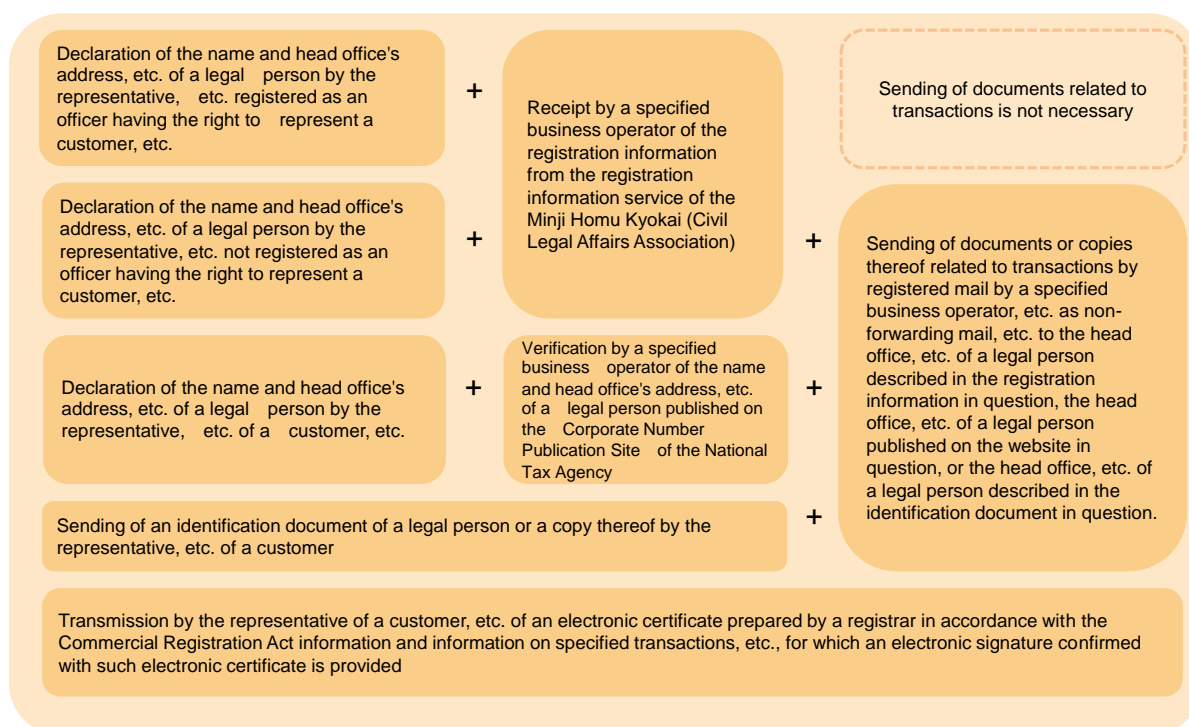 Declaration of the name and head office's
address, etc. of a legal person by the
representative, etc. registered as an
officer having the right to represent a
customer, etc.
+
Receipt by a specified
business operator of the
registration information
from the registration
information service of the
Minji Homu Kyokai (Civil
Legal Affairs Association)
Sending of documents related to
transactions is not necessary
Declaration of the name and head office's
address, etc. of a legal person by the
representative, etc. not registered as an
officer having the right to represent a
customer, etc.
+
+
Sending of documents or copies
thereof related to transactions by
registered mail by a specified
business operator, etc. as non-
forwarding mail, etc. to the head
office, etc. of a legal person
described in the registration
information in question, the head
office, etc. of a legal person
published on the website in
question, or the head office, etc. of
a legal person described in the
identification document in question.
Declaration of the name and head office's
address, etc. of a legal person by the
representative, etc. of a customer, etc.
+
Verification by a specified
business operator of the name
and head office's address, etc.
of a legal person published on
the Corporate Number
Publication Site of the National
Tax Agency
+
Sending of an identification document of a legal person or a copy thereof by the
representative, etc. of a customer
+
Transmission by the representative of a customer, etc. of an electronic certificate prepared by a registrar in accordance with the
Commercial Registration Act information and information on specified transactions, etc., for which an electronic signature confirmed
with such electronic certificate is provided